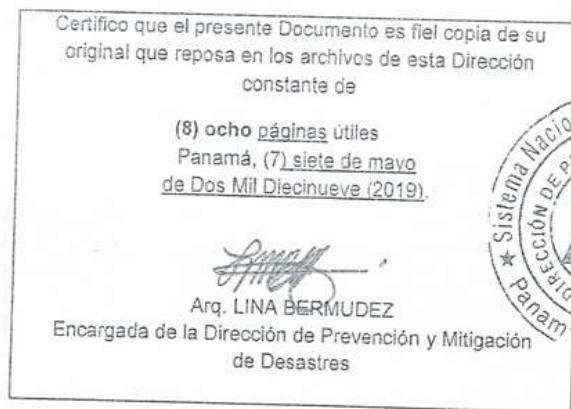 Certifico que el presente Documento es fiel copia de su
original que reposa en los archivos de esta Dirección
constante de
(8) ocho páginas útiles
Panamá, (7) siete de mayo
de Dos Mil Diecinueve (2019).
Arq. LINA BERMUDEZ
Encargada de la Dirección de Prevención y Mitigación
de Desastres
★ Sistema
Panam